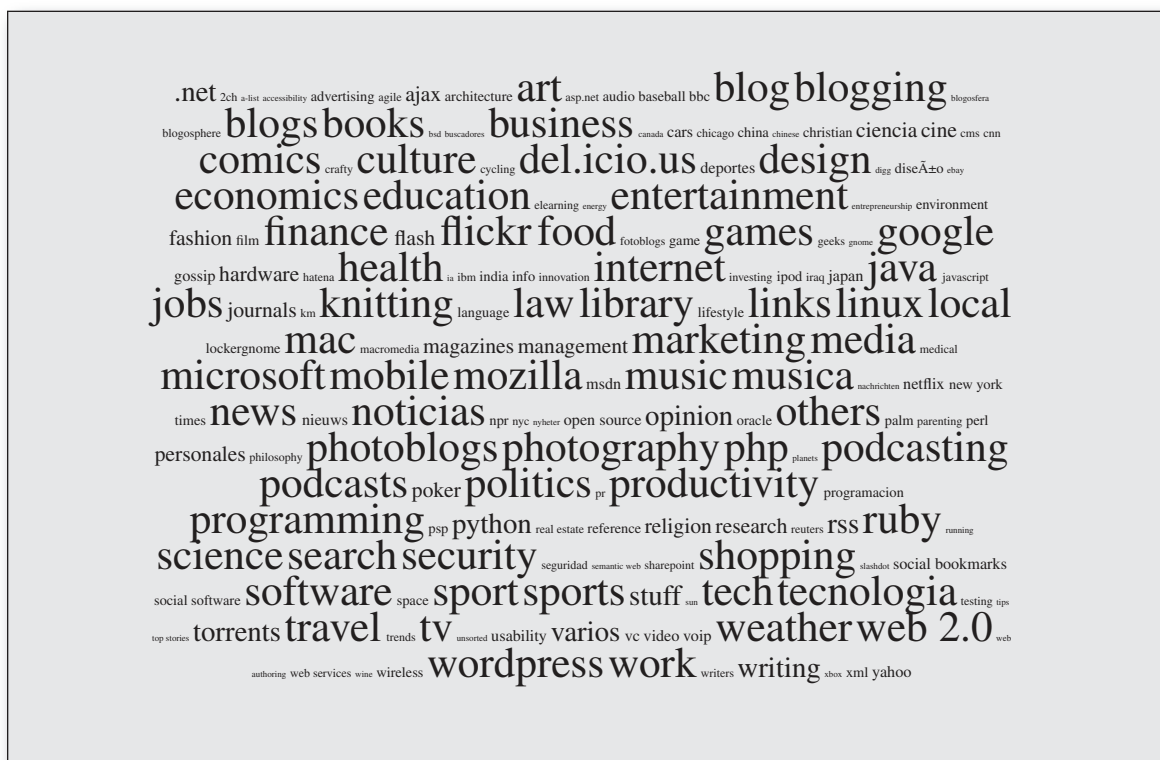 .net 2ch a-list accessibility advertising agile ajax architecture art asp.net audio baseball bbc blog blogging blogosfera
blogosphere blogs books bsd buscadores business canada cars chicago china chinese christian ciencia cine cms cnn
comics crafty culture cycling del.icio.us deportes design digg diseÃ±o ebay
economics education elearning energy entertainment entrepreneurship environment
fashion film finance flash flickr food fotoblogs game games geeks gnome google
gossip hardware hatena health ia ibm india info innovation internet investing ipod iraq japan java javascript
jobs journals km knitting language law library lifestyle links linux local
lockergnome mac macromedia magazines management marketing media medical
microsoft mobile mozilla msdn music musica nachrichten netflix new york
times news nieuws noticias npr nyc nyheter open source opinion oracle others palm parenting perl
personales philosophy photoblogs photography php planets podcasting
podcasts poker politics pr productivity programacion
programming psp python real estate reference religion research reuters rss ruby running
science search security seguridad semantic web sharepoint shopping slashdot social bookmarks
social software software space sport sports stuff sun tech tecnologia testing tips
top stories torrents travel trends tv unsorted usability varios vc video voip weather web 2.0 web
authoring web services wine wireless wordpress work writers writing xbox xml yahoo